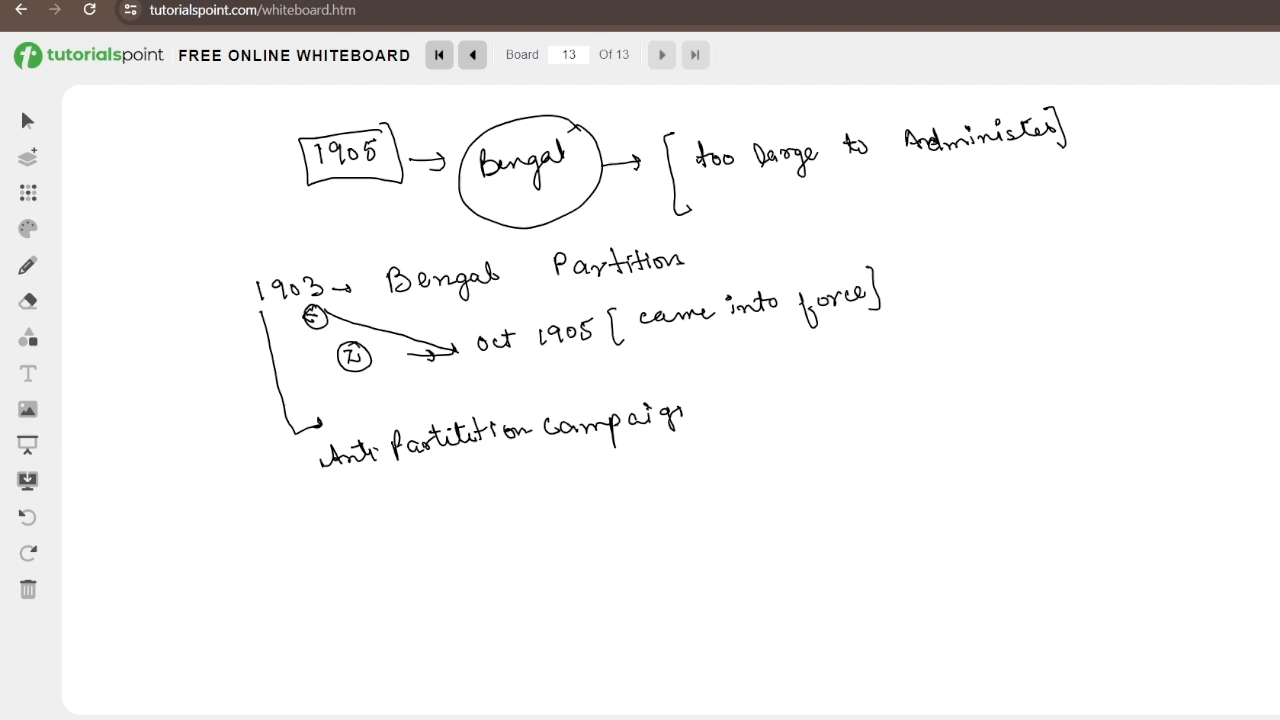 tutorialspoint.com/whiteboard.htm
tutorialspoint FREE ONLINE WHITEBOARD Board 13 Of 13
1905 → Bengal → [too large to Administer]
1903 → Bengal Partition
→ oct 1905 [came into force]
Anti Partitition Campaign